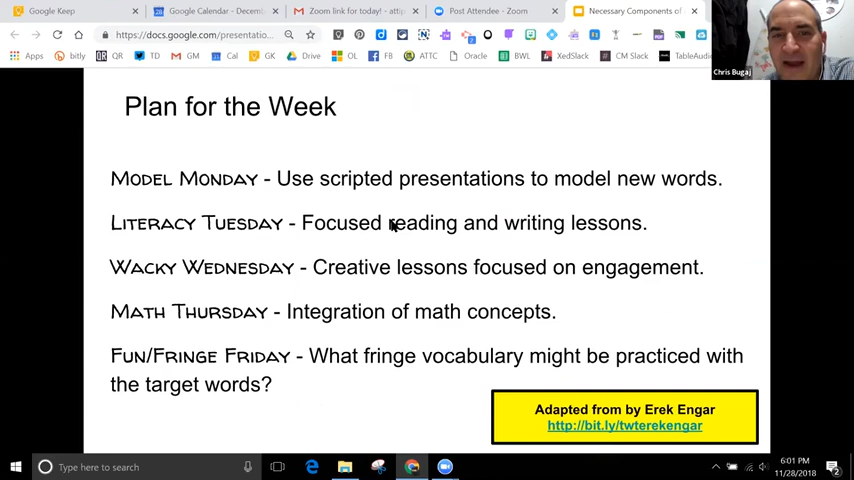 Google Keep
Google Calendar - Decemb
Zoom link for today! - attip
Post Attendee - Zoom
Necessary Components of
https://docs.google.com/presentatio...
Apps
bitly
QR
TD
GM
Cal
GK
Drive
OL
FB
ATTC
Oracle
BWL
XedSlack
CM Slack
TableAudio
Chris Bugaj
Plan for the Week
Model Monday - Use scripted presentations to model new words.
Literacy Tuesday - Focused reading and writing lessons.
Wacky Wednesday - Creative lessons focused on engagement.
Math Thursday - Integration of math concepts.
Fun/Fringe Friday - What fringe vocabulary might be practiced with
the target words?
Adapted from by Erek Engar
http://bit.ly/twterekengar
Type here to search
6:01 PM
11/28/2018